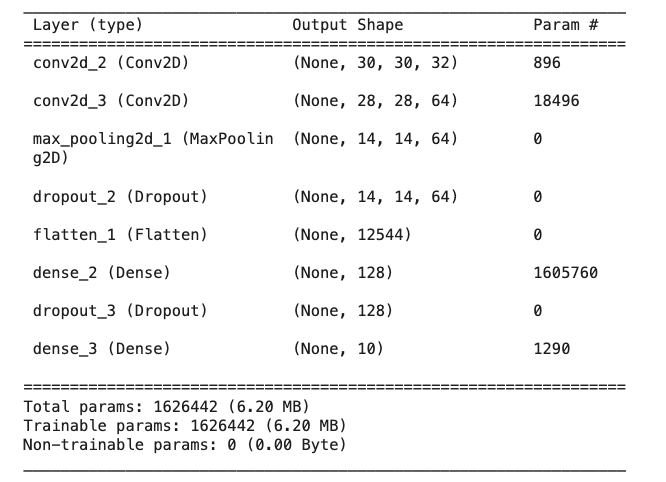 Layer (type) Output Shape Param #
conv2d_2 (Conv2D) (None, 30, 30, 32) 896
conv2d_3 (Conv2D) (None, 28, 28, 64) 18496
max_pooling2d_1 (MaxPoolin (None, 14, 14, 64) 0
g2D)
dropout_2 (Dropout) (None, 14, 14, 64) 0
flatten_1 (Flatten) (None, 12544) 0
dense_2 (Dense) (None, 128) 1605760
dropout_3 (Dropout) (None, 128) 0
dense_3 (Dense) (None, 10) 1290
Total params: 1626442 (6.20 MB)
Trainable params: 1626442 (6.20 MB)
Non-trainable params: 0 (0.00 Byte)